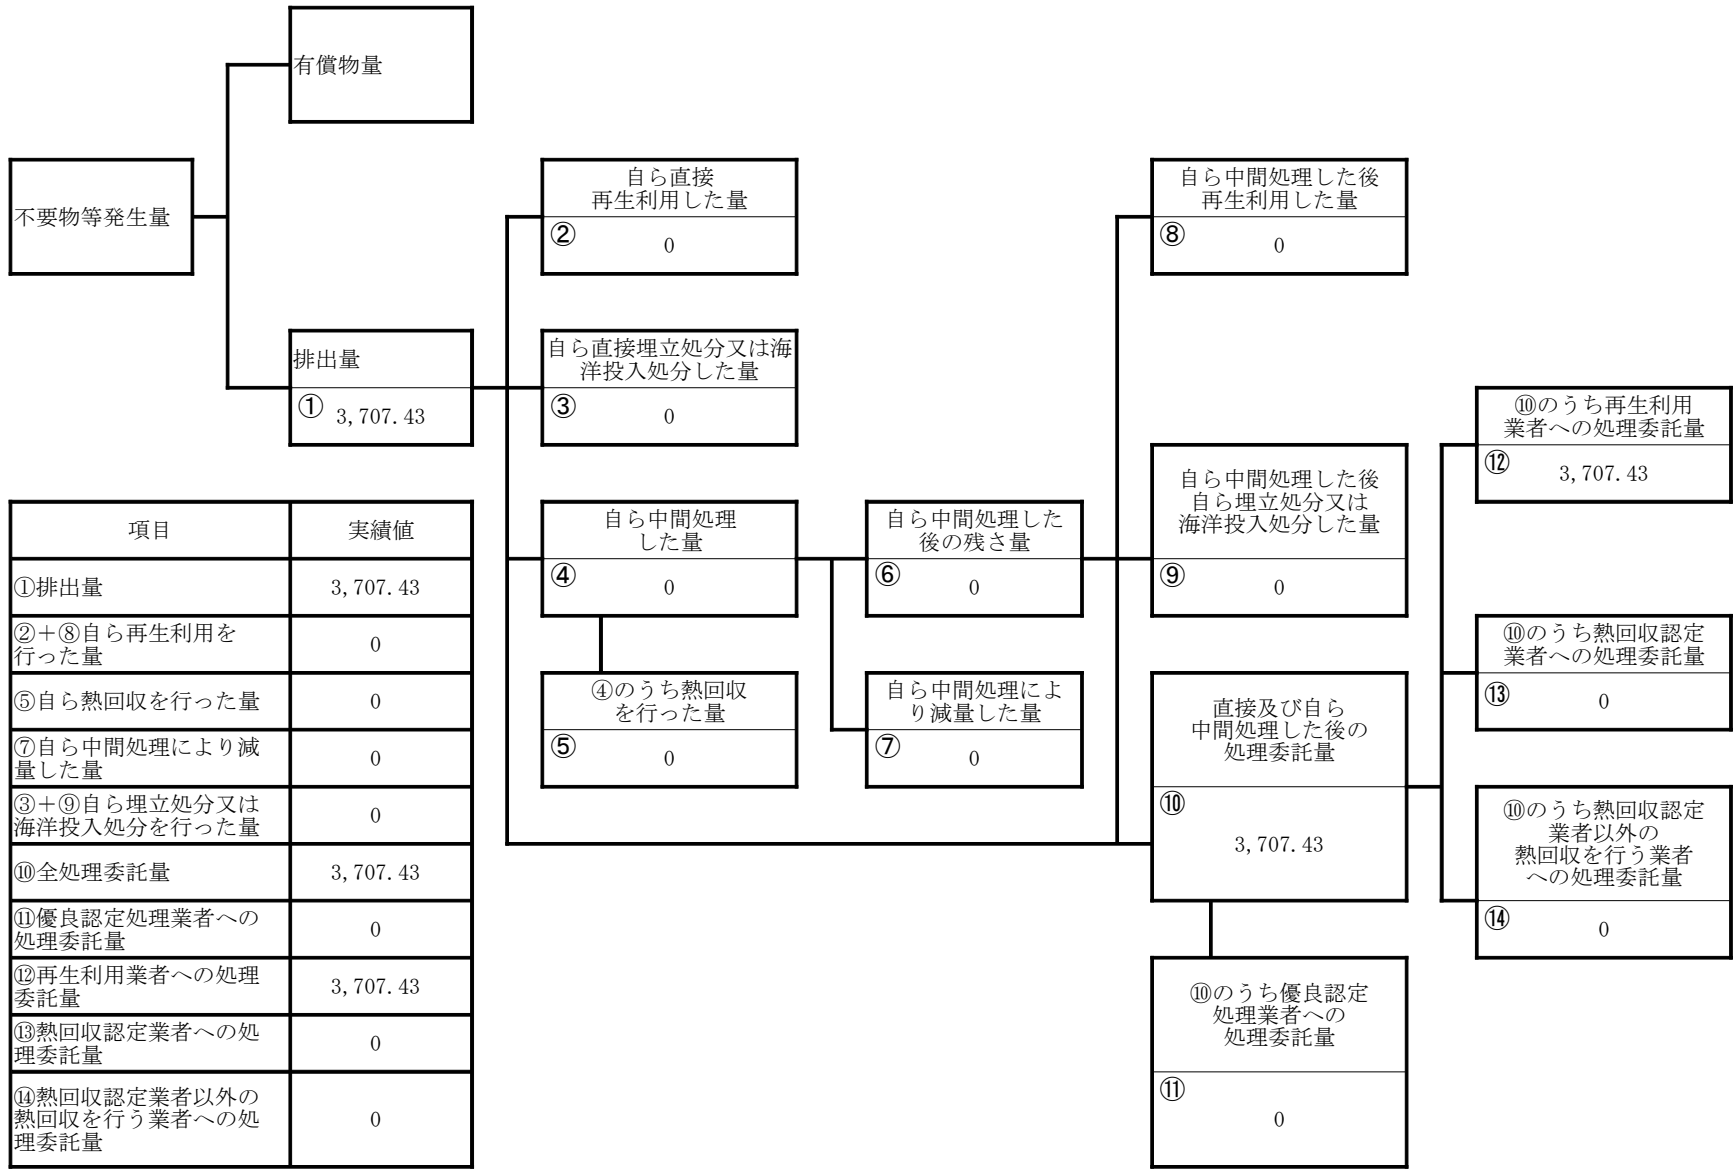 有償物量
不要物等発生量
排出量
① 3,707.43
自ら直接
再生利用した量
② 0
自ら直接埋立処分又は海
洋投入処分した量
③ 0
自ら中間処理
した量
④ 0
④のうち熱回収
を行った量
⑤ 0
自ら中間処理した
後の残さ量
⑥ 0
自ら中間処理によ
り減量した量
⑦ 0
自ら中間処理した後
再生利用した量
⑧ 0
自ら中間処理した後
自ら埋立処分又は
海洋投入処分した量
⑨ 0
直接及び自ら
中間処理した後の
処理委託量
⑩
3,707.43
⑩のうち優良認定
処理業者への
処理委託量
⑪
0
⑩のうち再生利用
業者への処理委託量
⑫ 3,707.43
⑩のうち熱回収認定
業者への処理委託量
⑬ 0
⑩のうち熱回収認定
業者以外の
熱回収を行う業者
への処理委託量
⑭ 0
項目 実績値
①排出量 3,707.43
②＋⑧自ら再生利用を
行った量 0
⑤自ら熱回収を行った量 0
⑦自ら中間処理により減
量した量 0
③＋⑨自ら埋立処分又は
海洋投入処分を行った量 0
⑩全処理委託量 3,707.43
⑪優良認定処理業者への
処理委託量 0
⑫再生利用業者への処理
委託量 3,707.43
⑬熱回収認定業者への処
理委託量 0
⑭熱回収認定業者以外の
熱回収を行う業者への処
理委託量 0